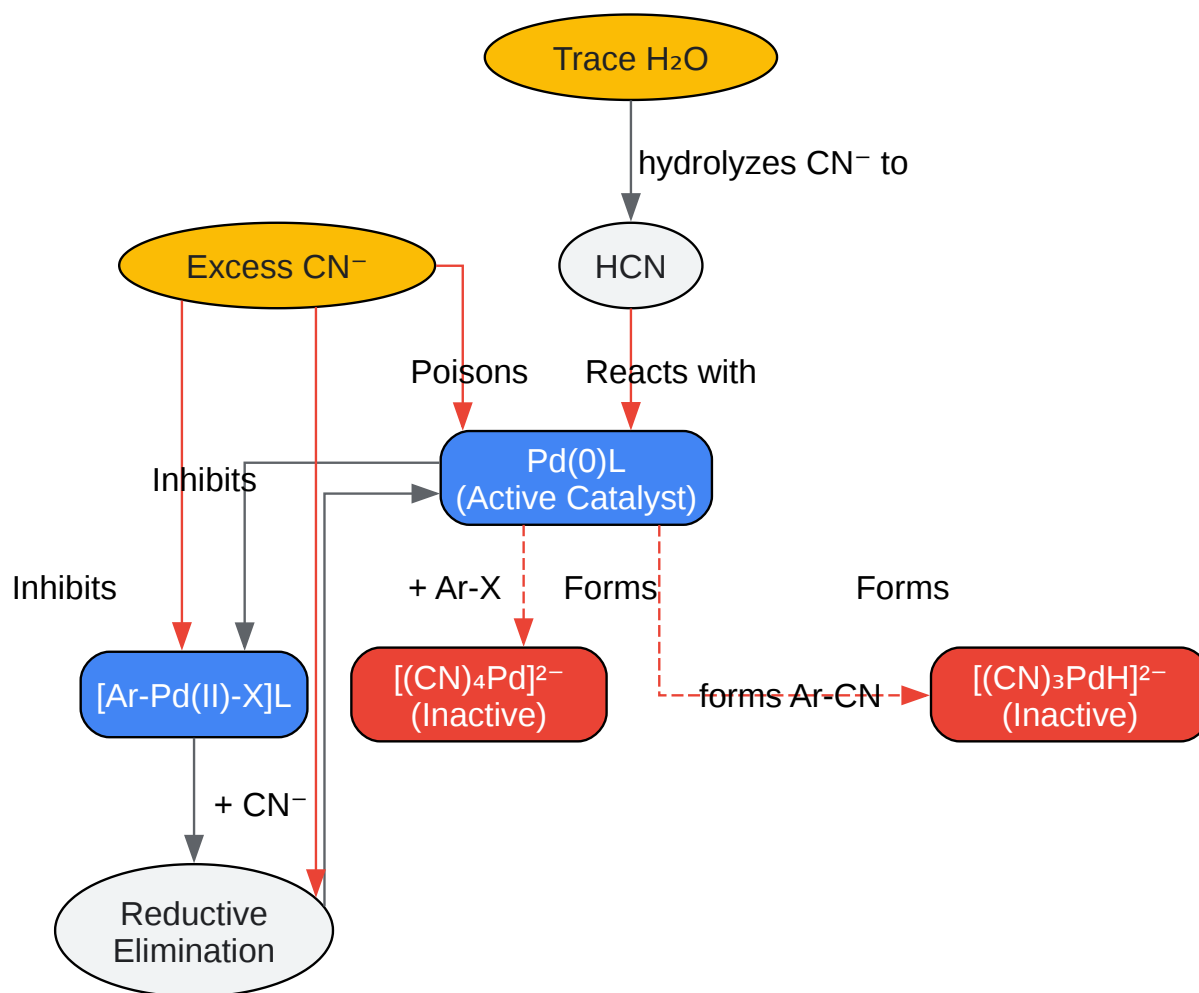 Trace H₂O
hydrolyzes CN⁻ to
Excess CN⁻
HCN
Poisons
Reacts with
Pd(0)L
(Active Catalyst)
Inhibits
Inhibits
+ Ar-X
Forms
Forms
[Ar-Pd(II)-X]L
[(CN)₄Pd]²⁻
(Inactive)
forms Ar-CN
[(CN)₃PdH]²⁻
(Inactive)
+ CN⁻
Reductive
Elimination